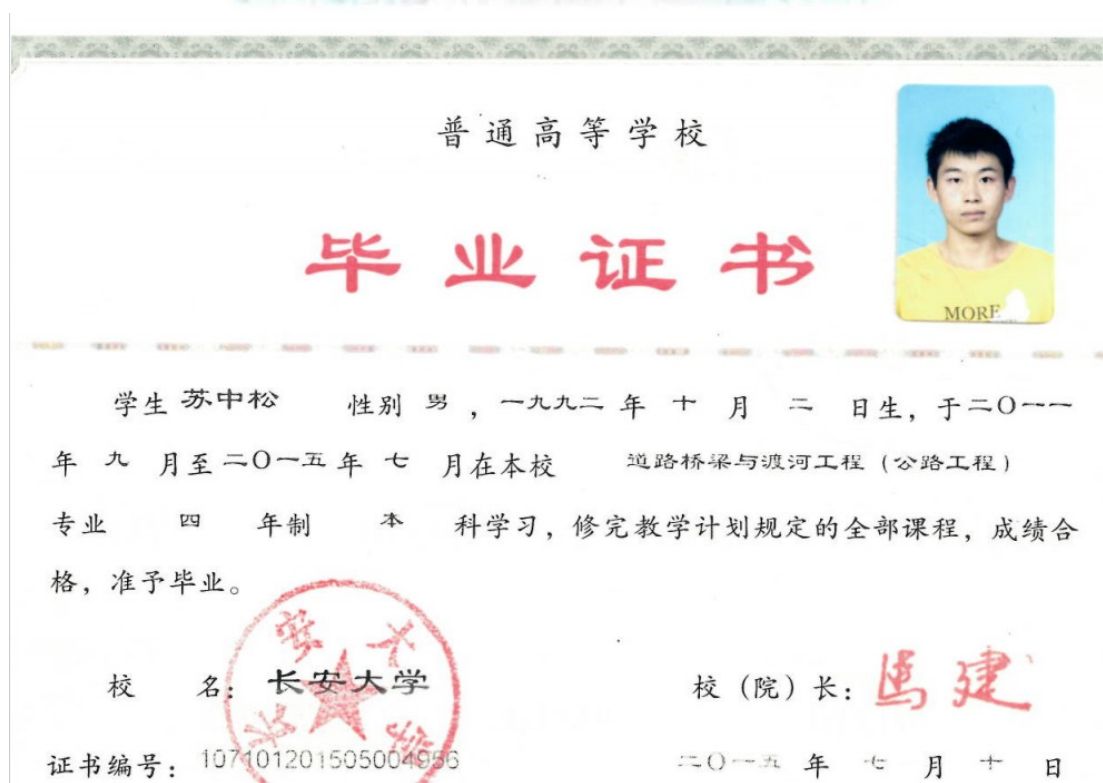 普通高等学校
毕业证书
MORE
学生 苏中松 性别 男 , 一九九二 年 十 月 二 日生, 于二〇一一
年 九 月至 二〇一五 年 七 月在本校 道路桥梁与渡河工程（公路工程）
专业 四 年制 本 科学习, 修完教学计划规定的全部课程, 成绩合
格, 准予毕业。
长安大学
校 名: 长安大学 校（院）长: 马建
证书编号: 107101201505004956 二〇一五 年 七 月 十 日